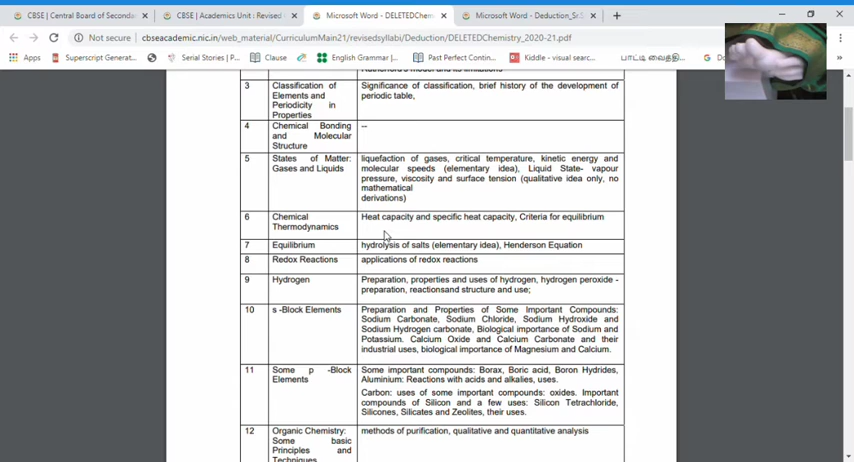 CBSE | Central Board of Secondar
CBSE | Academics Unit : Revised
Microsoft Word - DELETEDChem
Microsoft Word - Deduction_Sr.S
Not secure | cbseacademic.nic.in/web_material/CurriculumMain21/revisedsyllabi/Deduction/DELETEDChemistry_2020-21.pdf
Apps
Superscript Generat...
Serial Stories | P...
Clause
English Grammar |...
Past Perfect Contin...
Kiddle - visual searc...
பாட்டி வைத்தி...
Rutherford's model and its limitations
3 Classification of Significance of classification, brief history of the development of
Elements and periodic table,
Periodicity in
Properties
4 Chemical Bonding --
and Molecular
Structure
5 States of Matter: liquefaction of gases, critical temperature, kinetic energy and
Gases and Liquids molecular speeds (elementary idea), Liquid State- vapour
pressure, viscosity and surface tension (qualitative idea only, no
mathematical
derivations)
6 Chemical Heat capacity and specific heat capacity, Criteria for equilibrium
Thermodynamics
7 Equilibrium hydrolysis of salts (elementary idea), Henderson Equation
8 Redox Reactions applications of redox reactions
9 Hydrogen Preparation, properties and uses of hydrogen, hydrogen peroxide -
preparation, reactionsand structure and use;
10 s -Block Elements Preparation and Properties of Some Important Compounds:
Sodium Carbonate, Sodium Chloride, Sodium Hydroxide and
Sodium Hydrogen carbonate, Biological importance of Sodium and
Potassium. Calcium Oxide and Calcium Carbonate and their
industrial uses, biological importance of Magnesium and Calcium.
11 Some p -Block Some important compounds: Borax, Boric acid, Boron Hydrides,
Elements Aluminium: Reactions with acids and alkalies, uses.
Carbon: uses of some important compounds: oxides. Important
compounds of Silicon and a few uses: Silicon Tetrachloride,
Silicones, Silicates and Zeolites, their uses.
12 Organic Chemistry: methods of purification, qualitative and quantitative analysis
Some basic
Principles and
Techniques